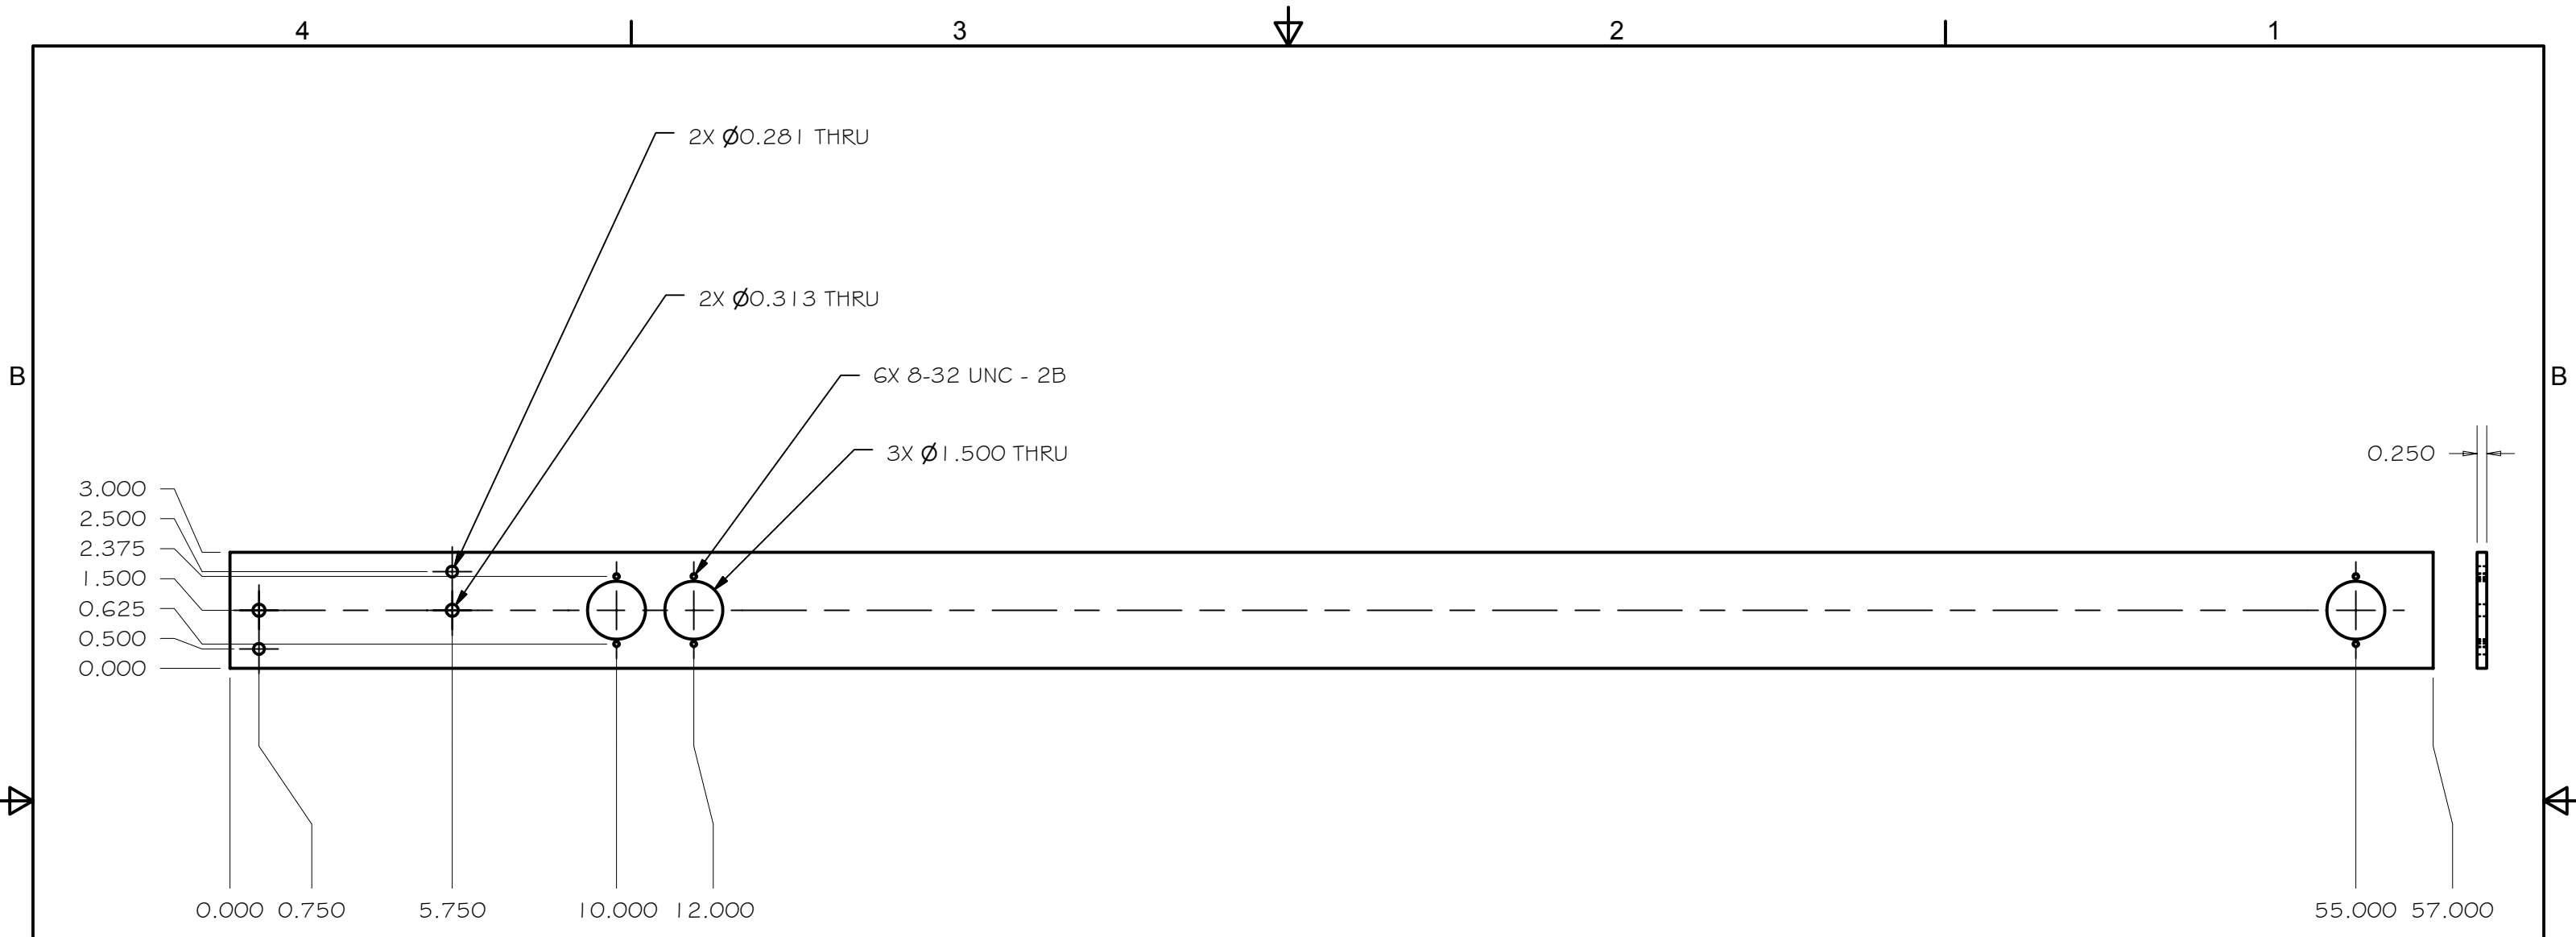 4 3 2 1
2X Ø0.281 THRU
2X Ø0.313 THRU
B 6X 8-32 UNC - 2B B
3X Ø1.500 THRU
0.250
3.000
2.500
2.375
1.500
0.625
0.500
0.000
0.000 0.750 5.750 10.000 12.000 55.000 57.000